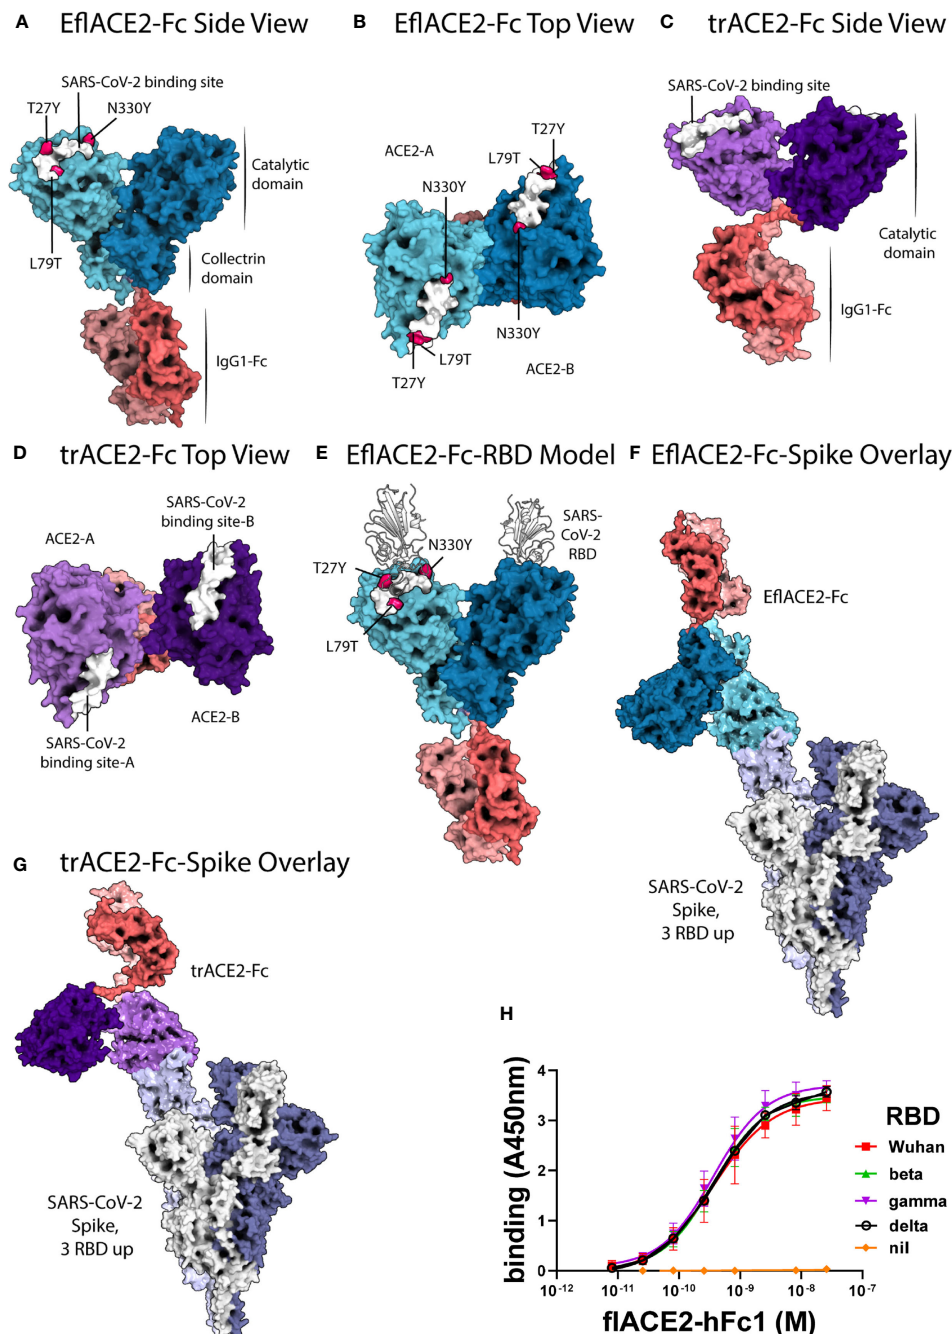 A
EflACE2-Fc Side View
SARS-CoV-2 binding site
T27Y
N330Y
Catalytic
domain
L79T
Collectrin
domain
IgG1-Fc
B
EflACE2-Fc Top View
T27Y
ACE2-A
L79T
N330Y
N330Y
L79T
T27Y
ACE2-B
C
trACE2-Fc Side View
SARS-CoV-2 binding site
Catalytic
domain
IgG1-Fc
D
trACE2-Fc Top View
SARS-CoV-2
binding site-B
ACE2-A
ACE2-B
SARS-CoV-2
binding site-A
E
EflACE2-Fc-RBD Model
SARS-
CoV-2
RBD
N330Y
T27Y
L79T
F
EflACE2-Fc-Spike Overlay
EflACE2-Fc
SARS-CoV-2
Spike,
3 RBD up
G
trACE2-Fc-Spike Overlay
trACE2-Fc
SARS-CoV-2
Spike,
3 RBD up
H
binding (A450nm)
4
3
2
1
0
10-12
10-11
10-10
10-9
10-8
10-7
flACE2-hFc1 (M)
RBD
Wuhan
beta
gamma
delta
nil